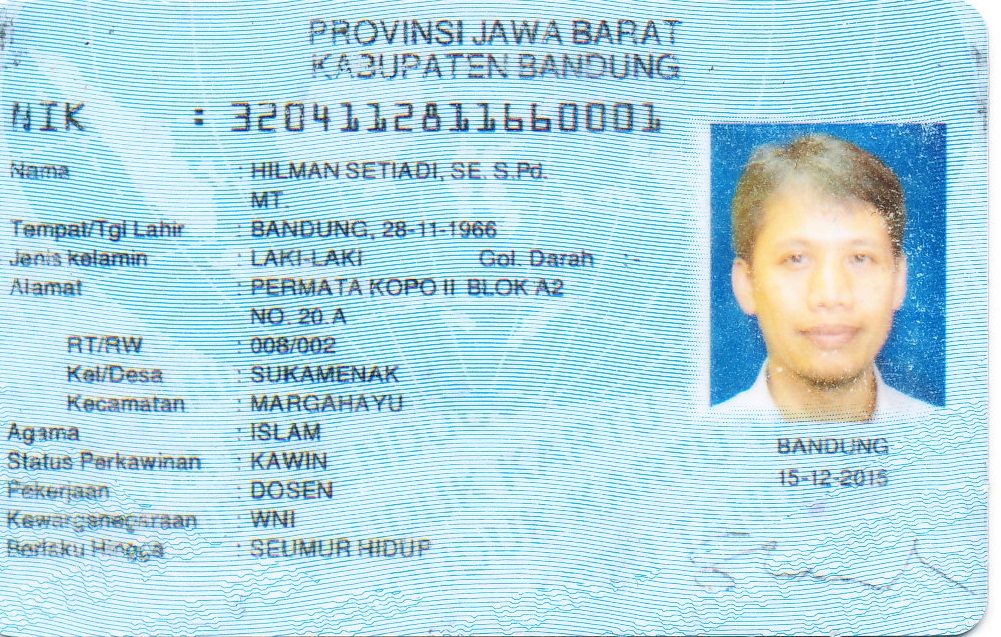 PROVINSI JAWA BARAT
KABUPATEN BANDUNG
NIK : 3204112811660001
Nama : HILMAN SETIADI, SE. S.Pd.
MT.
Tempat/Tgl Lahir : BANDUNG, 28-11-1966
Jenis kelamin : LAKI-LAKI Gol. Darah : -
Alamat : PERMATA KOPO II BLOK A2
NO. 20.A
RT/RW : 008/002
Kel/Desa : SUKAMENAK
Kecamatan : MARGAHAYU
Agama : ISLAM
Status Perkawinan : KAWIN
Pekerjaan : DOSEN
Kewarganegaraan : WNI
Berlaku Hingga : SEUMUR HIDUP
BANDUNG
15-12-2015